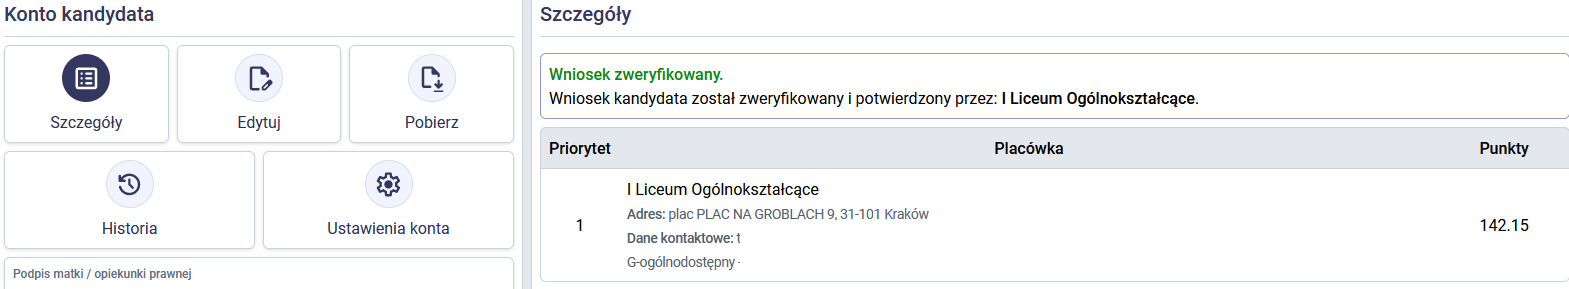 Konto kandydata
Szczegóły
Edytuj
Pobierz
Historia
Ustawienia konta
Podpis matki / opiekunki prawnej
Szczegóły
Wniosek zweryfikowany.
Wniosek kandydata został zweryfikowany i potwierdzony przez: I Liceum Ogólnokształcące.
Priorytet Placówka Punkty
I Liceum Ogólnokształcące
Adres: plac PLAC NA GROBLACH 9, 31-101 Kraków
1 142.15
Dane kontaktowe:
G-ogólnodostępny